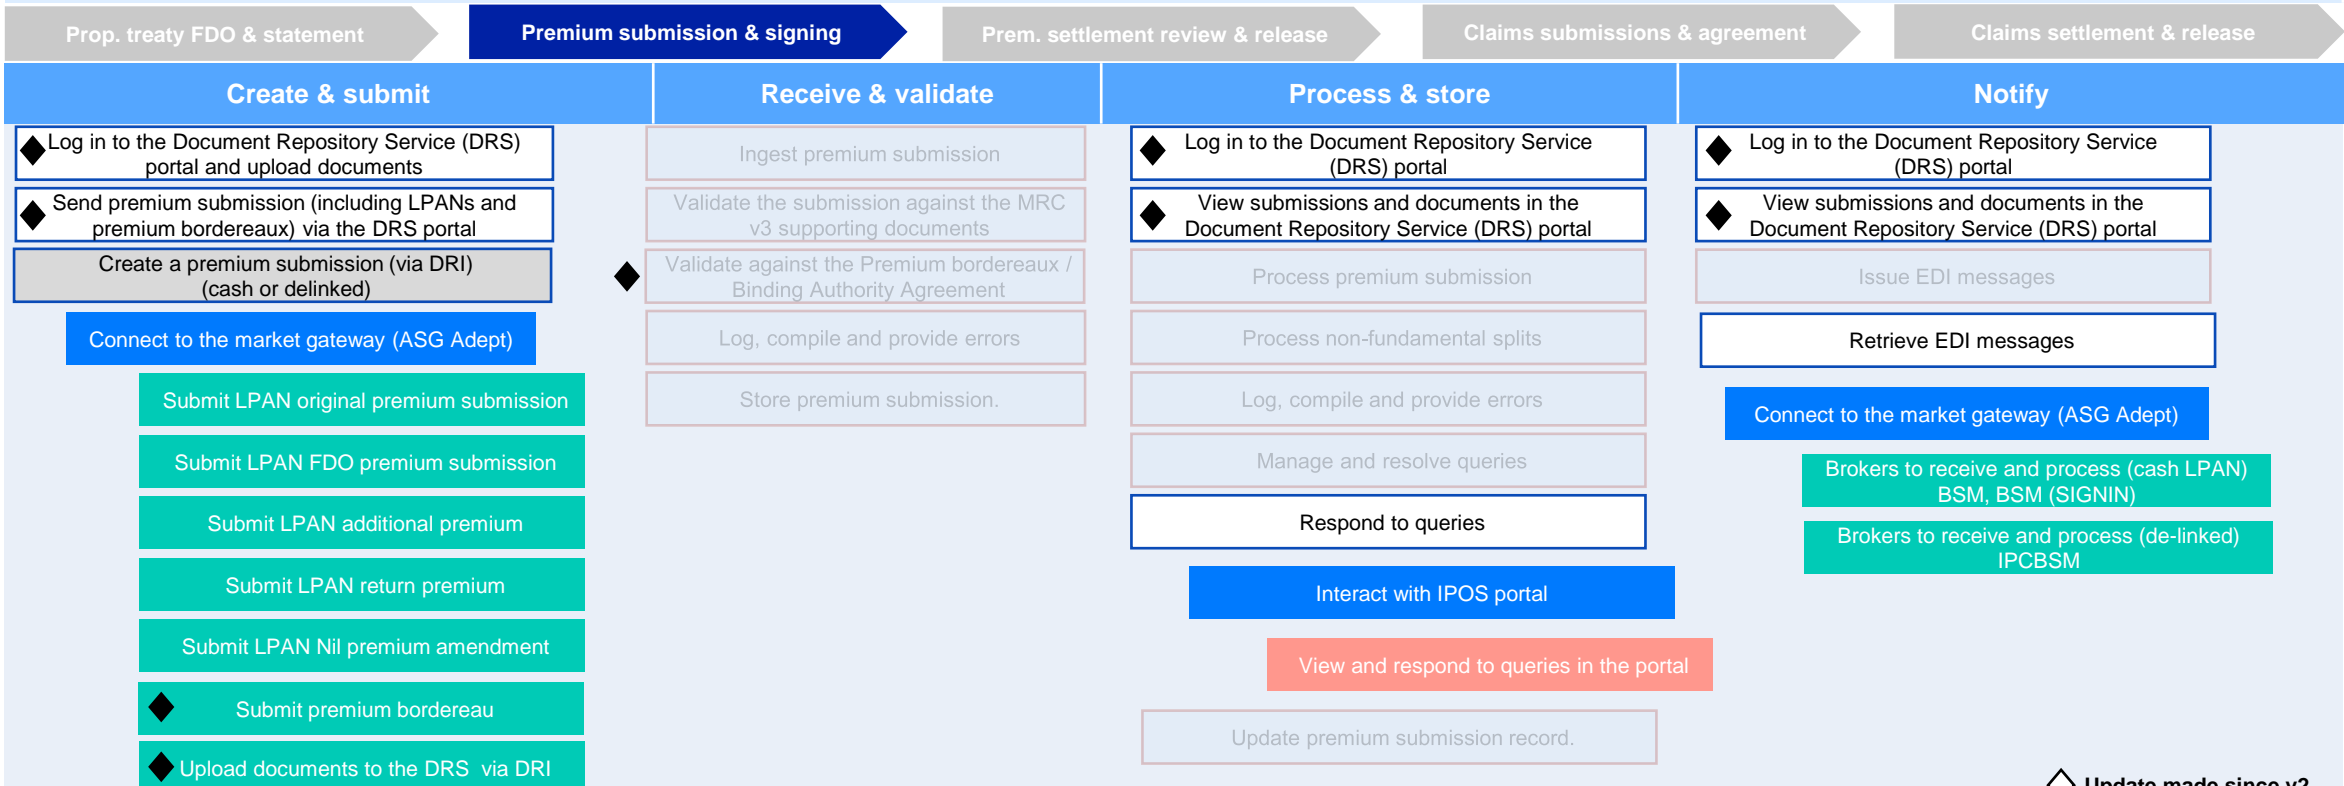 Prop. treaty FDO & statement
Premium submission & signing
Prem. settlement review & release
Claims submissions & agreement
Claims settlement & release
Create & submit
Receive & validate
Process & store
Notify
Log in to the Document Repository Service (DRS)
portal and upload documents
Send premium submission (including LPANs and
premium bordereaux) via the DRS portal
Create a premium submission (via DRI)
(cash or delinked)
Connect to the market gateway (ASG Adept)
Submit LPAN original premium submission
Submit LPAN FDO premium submission
Submit LPAN additional premium
Submit LPAN return premium
Submit LPAN Nil premium amendment
Submit premium bordereau
Upload documents to the DRS via DRI
Ingest premium submission
Validate the submission against the MRC
v3 supporting documents
Validate against the Premium bordereaux /
Binding Authority Agreement
Log, compile and provide errors
Store premium submission.
Log in to the Document Repository Service
(DRS) portal
View submissions and documents in the
Document Repository Service (DRS) portal
Process premium submission
Process non-fundamental splits
Log, compile and provide errors
Manage and resolve queries
Respond to queries
Interact with IPOS portal
View and respond to queries in the portal
Update premium submission record.
Log in to the Document Repository Service
(DRS) portal
View submissions and documents in the
Document Repository Service (DRS) portal
Issue EDI messages
Retrieve EDI messages
Connect to the market gateway (ASG Adept)
Brokers to receive and process (cash LPAN)
BSM, BSM (SIGNIN)
Brokers to receive and process (de-linked)
IPCBSM
Update made since v2